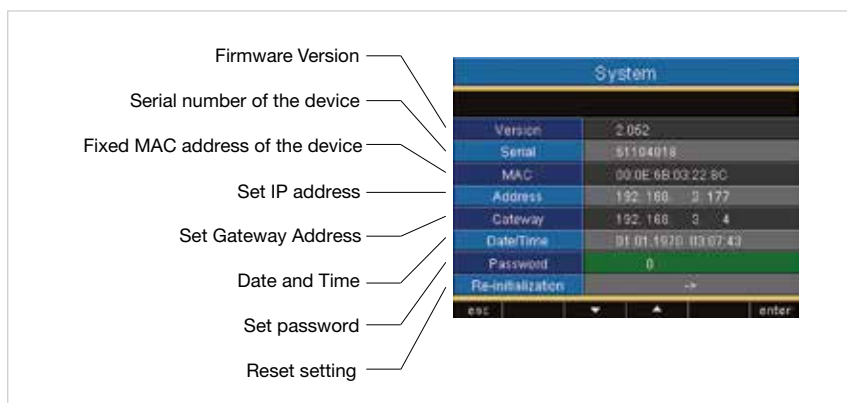 Firmware Version
Serial number of the device
Fixed MAC address of the device
Set IP address
Set Gateway Address
Date and Time
Set password
Reset setting
System
Version 2.062
Serial 51104018
MAC 00:0E:6B:03:22:8C
Address 192. 168. 3. 177
Gateway 192. 168. 3. 4
Date/Time 01.01.1970 03:07:43
Password 0
Re-initialization ->
esc enter